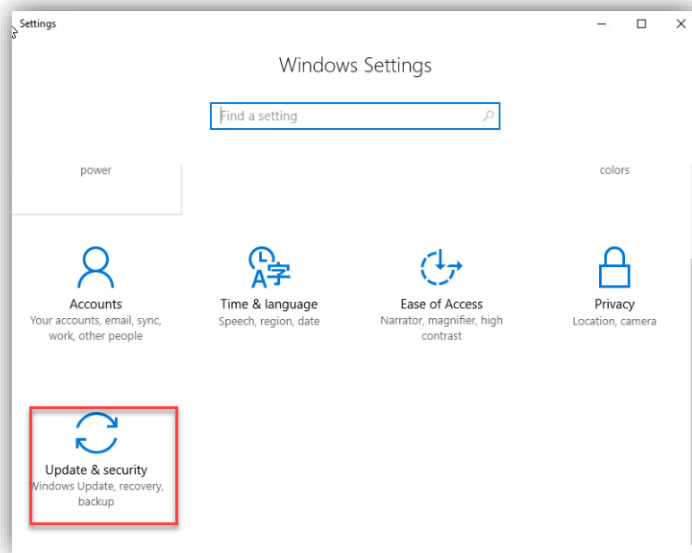 Settings
Windows Settings
Find a setting
power
colors
Accounts
Your accounts, email, sync,
work, other people
Time & language
Speech, region, date
Ease of Access
Narrator, magnifier, high
contrast
Privacy
Location, camera
Update & security
Windows Update, recovery,
backup